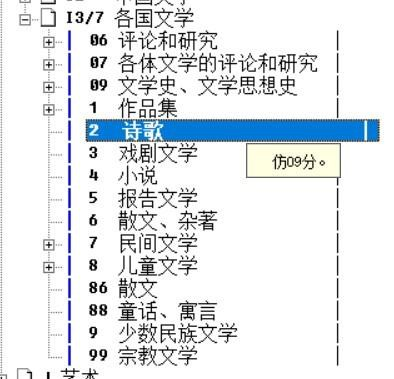 I3/7 各国文学
06 评论和研究
07 各体文学的评论和研究
09 文学史、文学思想史
1 作品集
2 诗歌
3 戏剧文学
仿09分。
4 小说
5 报告文学
6 散文、杂著
7 民间文学
8 儿童文学
86 散文
88 童话、寓言
9 少数民族文学
99 宗教文学
J 艺术